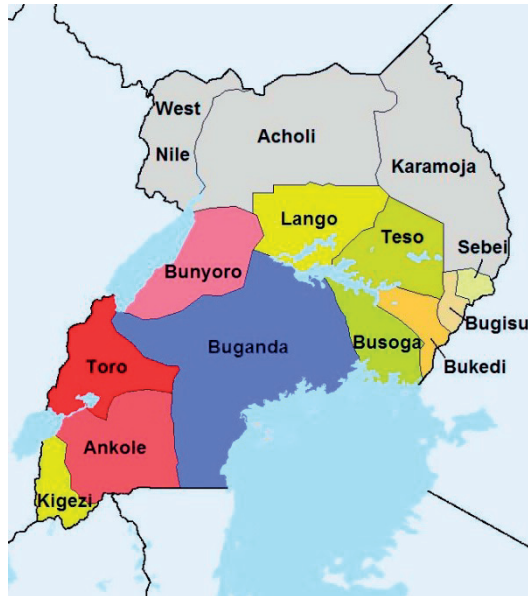 West
Nile
Acholi
Karamoja
Lango
Teso
Sebei
Bunyoro
Bugisu
Buganda
Busoga
Bukedi
Toro
Ankole
Kigezi